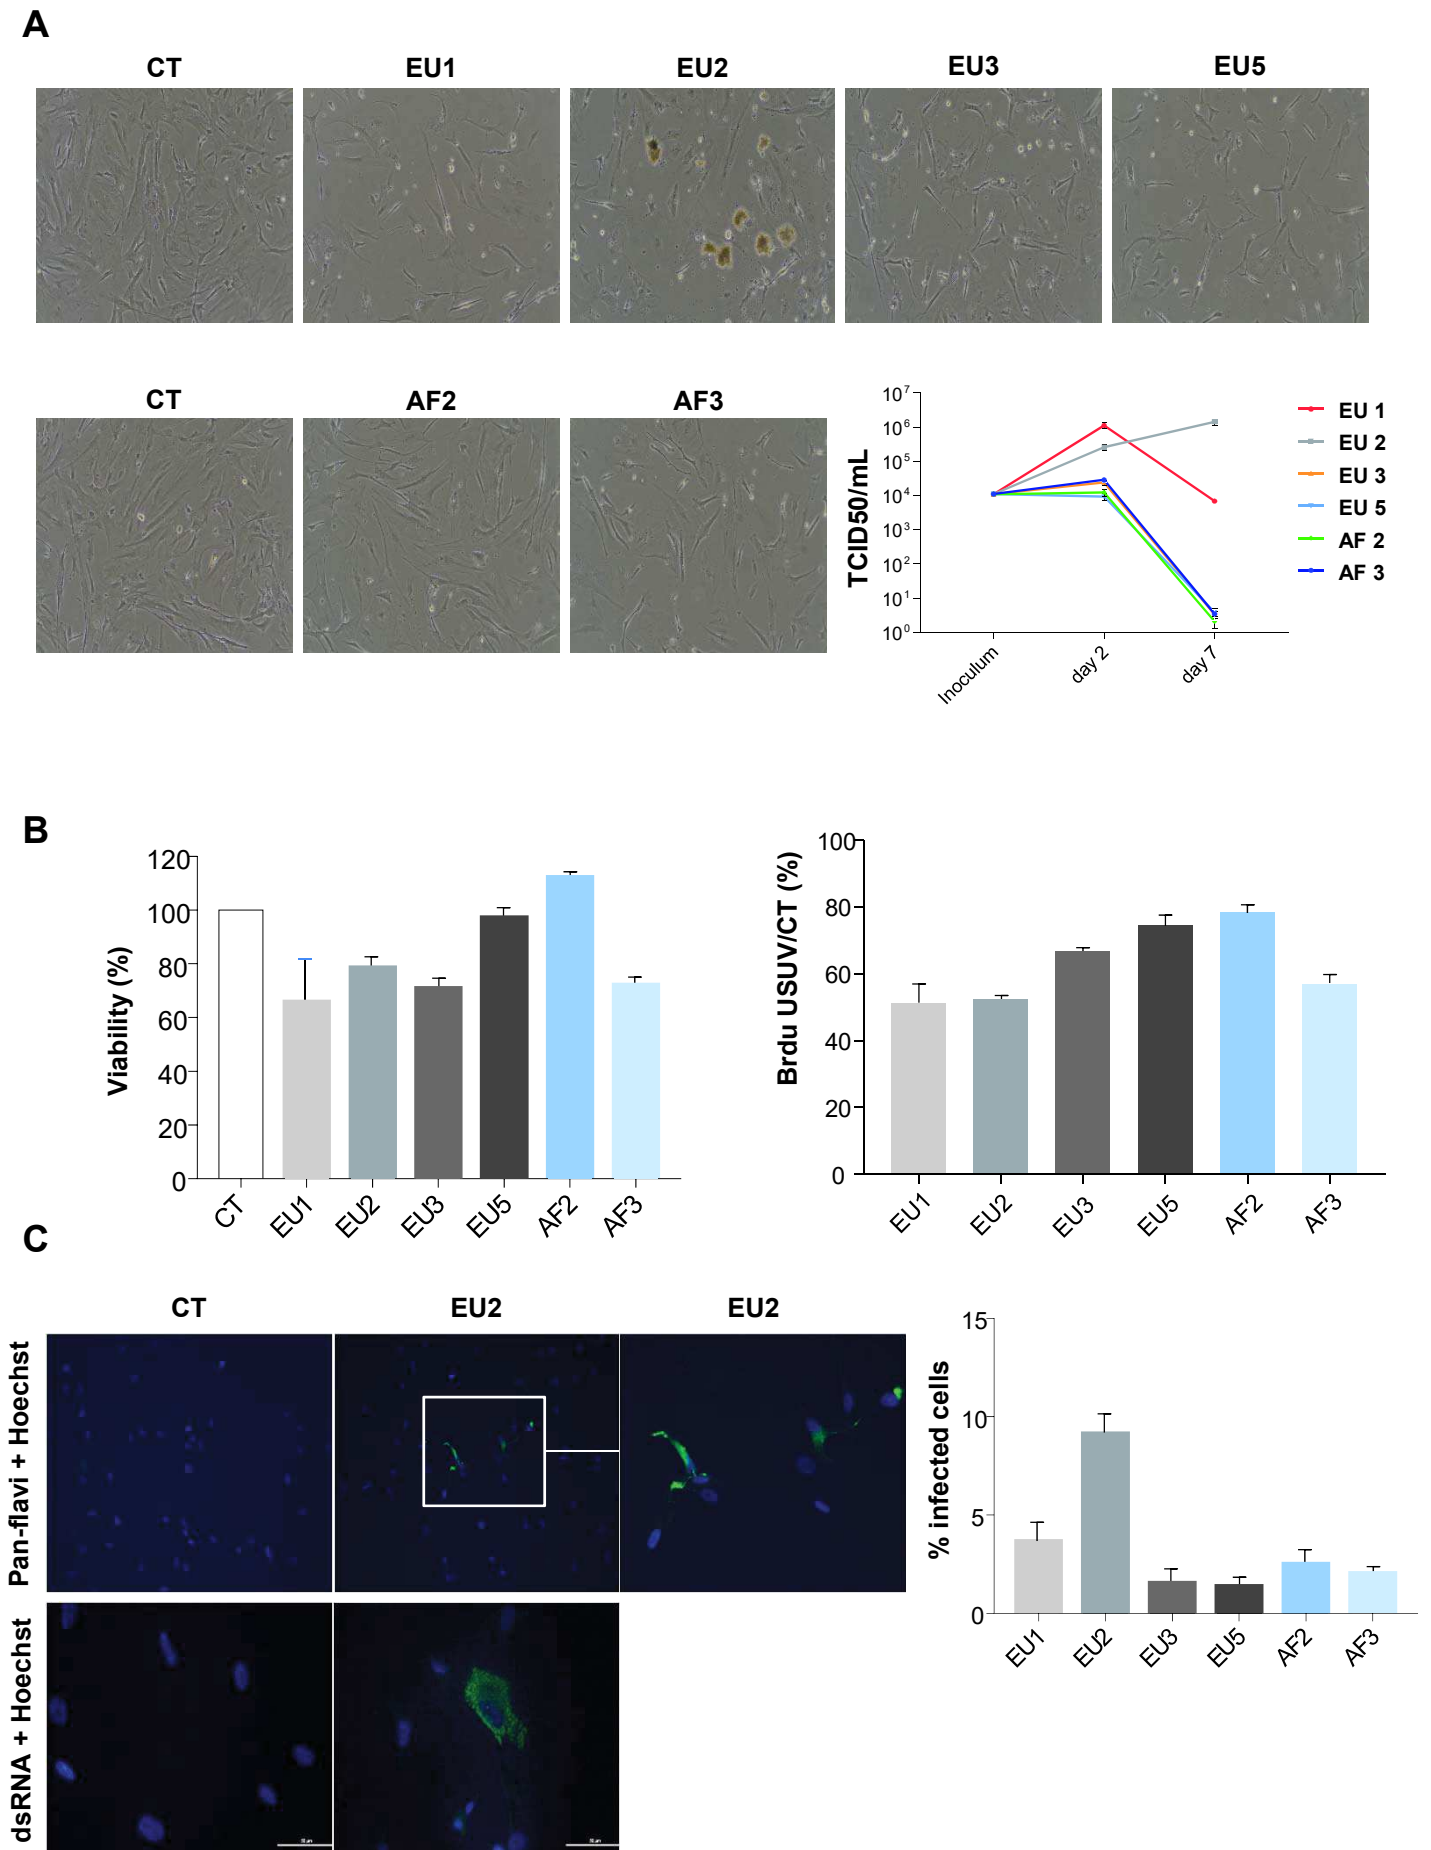 A
CT
EU1
EU2
EU3
EU5
CT
AF2
AF3
TCID50/mL
10^7
10^6
10^5
10^4
10^3
10^2
10^1
10^0
Inoculum
day 2
day 7
EU 1
EU 2
EU 3
EU 5
AF 2
AF 3
B
Viability (%)
120
100
80
60
40
20
0
CT
EU1
EU2
EU3
EU5
AF2
AF3
Brdu USUV/CT (%)
100
80
60
40
20
0
EU1
EU2
EU3
EU5
AF2
AF3
C
CT
EU2
EU2
Pan-flavi + Hoechst
dsRNA + Hoechst
% infected cells
15
10
5
0
EU1
EU2
EU3
EU5
AF2
AF3